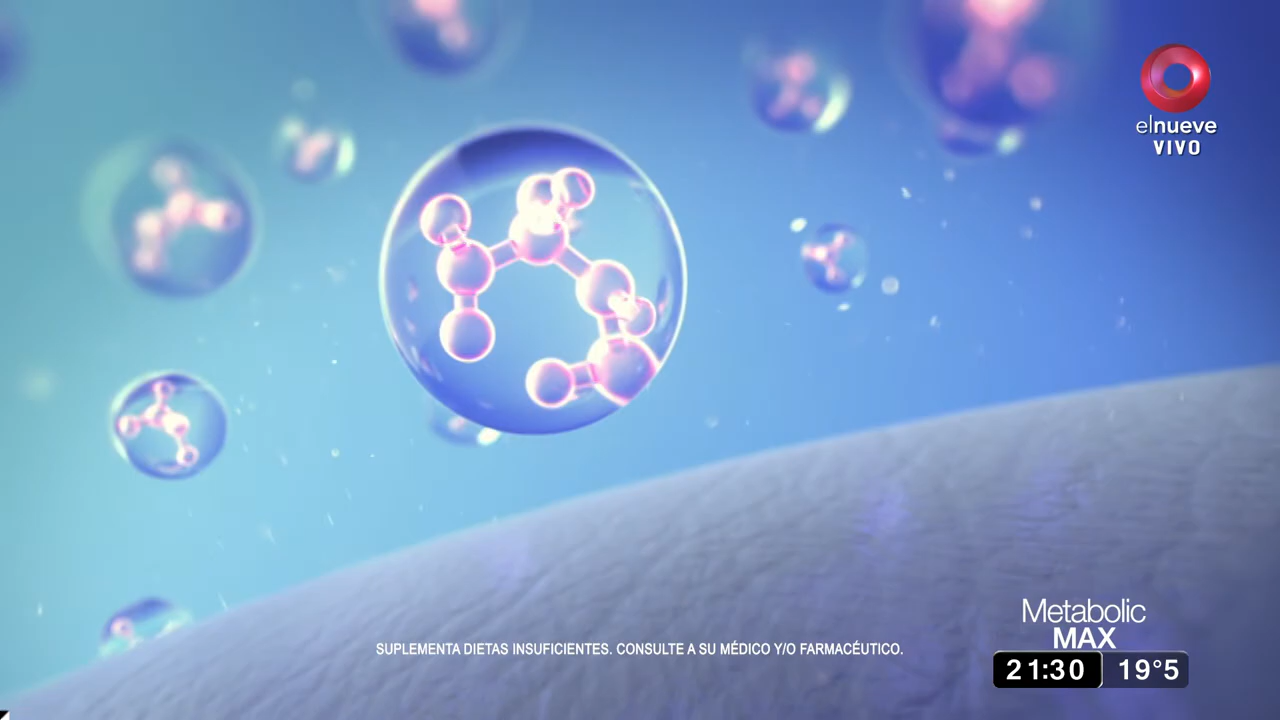 elnueve
VIVO
SUPLEMENTA DIETAS INSUFICIENTES. CONSULTE A SU MÉDICO Y/O FARMACÉUTICO.
Metabolic
MAX
21:30 19°5